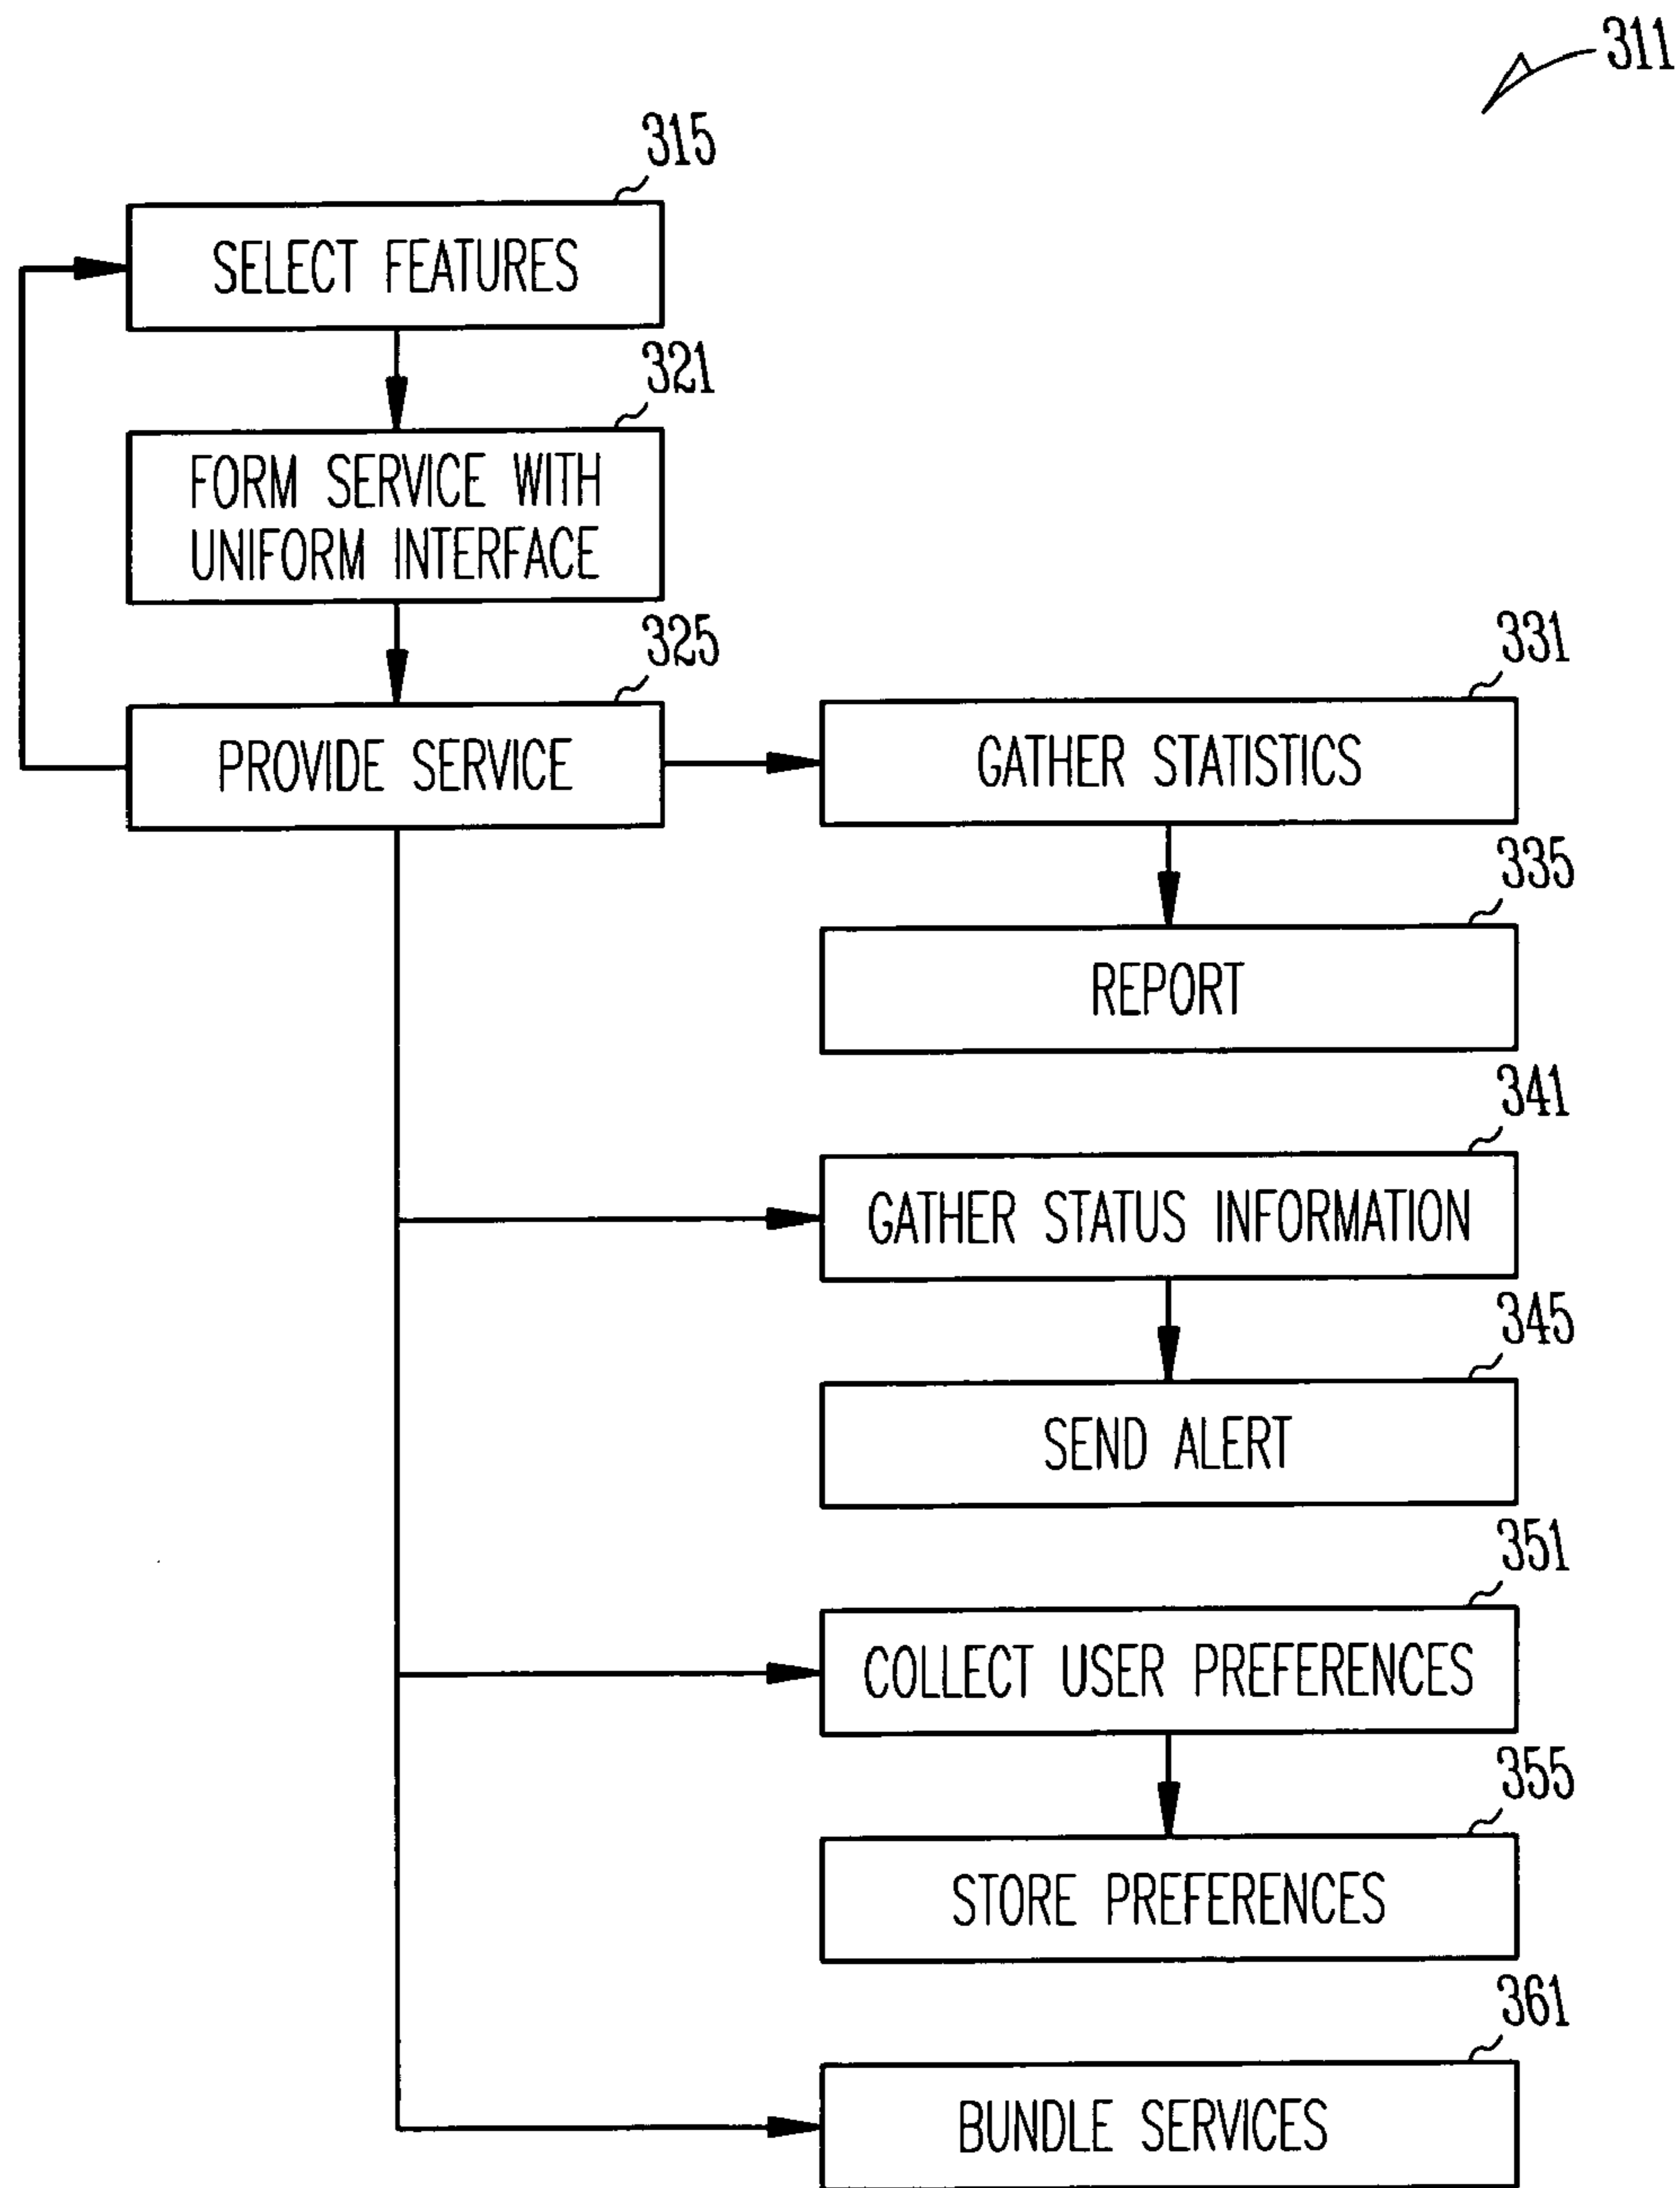 311
315
SELECT FEATURES
321
FORM SERVICE WITH
UNIFORM INTERFACE
325
PROVIDE SERVICE
331
GATHER STATISTICS
335
REPORT
341
GATHER STATUS INFORMATION
345
SEND ALERT
351
COLLECT USER PREFERENCES
355
STORE PREFERENCES
361
BUNDLE SERVICES